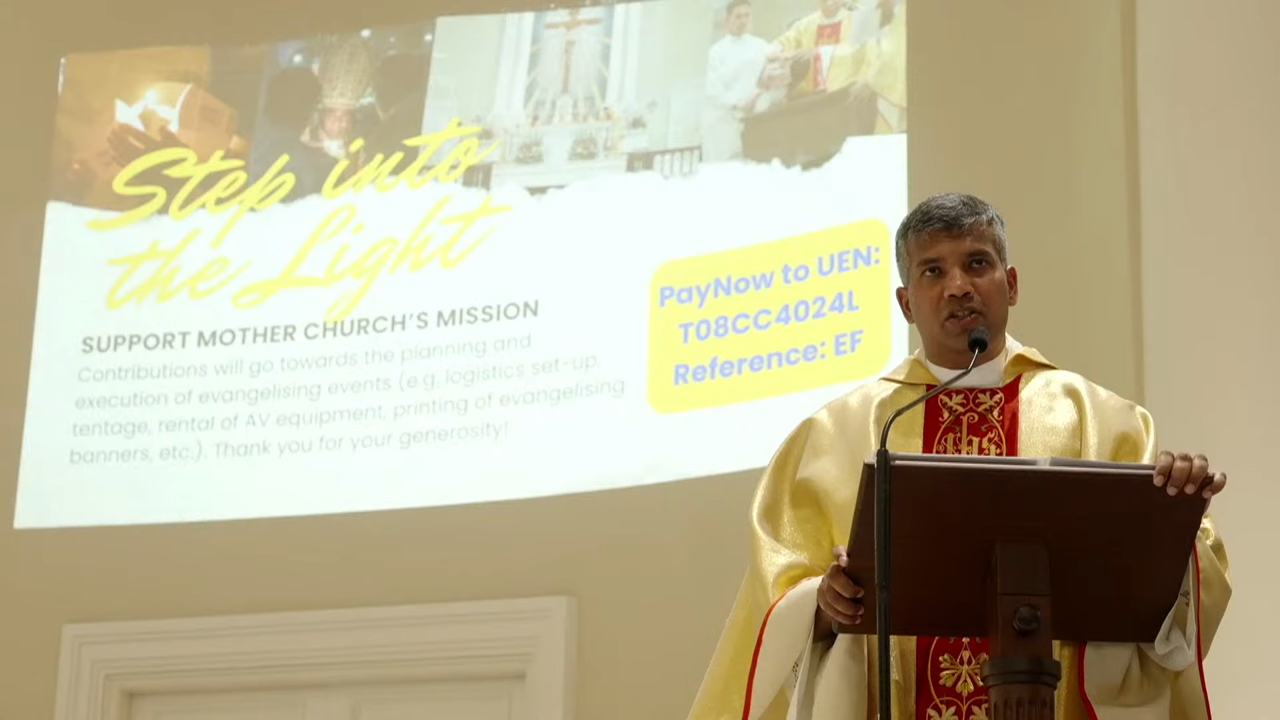 Step into
the Light
SUPPORT MOTHER CHURCH'S MISSION
Contributions will go towards the planning and
execution of evangelising events (e.g. logistics set-up,
tentage, rental of AV equipment, printing of evangelising
banners, etc.). Thank you for your generosity!
PayNow to UEN:
T08CC4024L
Reference: EF
ihs